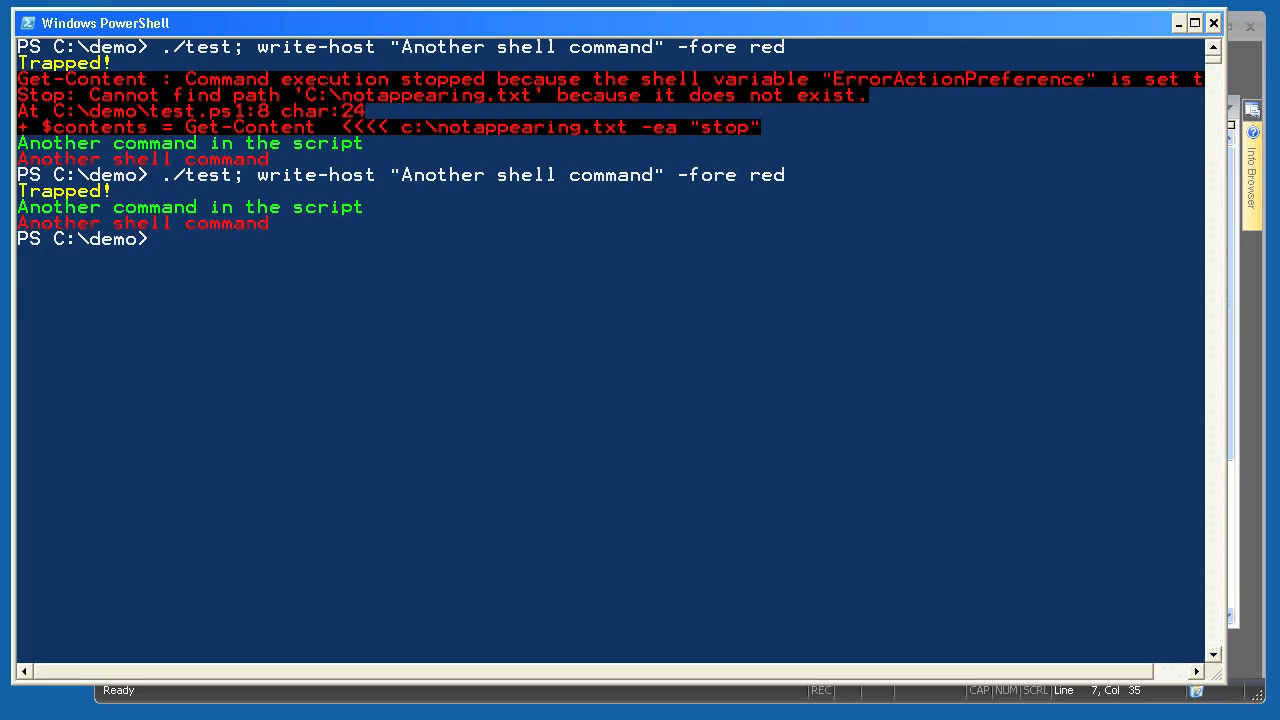 Windows PowerShell
PS C:\demo> ./test; write-host "Another shell command" -fore red
Trapped!
Get-Content : Command execution stopped because the shell variable "ErrorActionPreference" is set t
Stop: Cannot find path 'C:\notappearing.txt' because it does not exist.
At C:\demo\test.ps1:8 char:24
+ $contents = Get-Content  <<<< c:\notappearing.txt -ea "stop"
Another command in the script
Another shell command
PS C:\demo> ./test; write-host "Another shell command" -fore red
Trapped!
Another command in the script
Another shell command
PS C:\demo>
Info Browser
Ready
REC
CAP NUM SCRL Line 7, Col 35